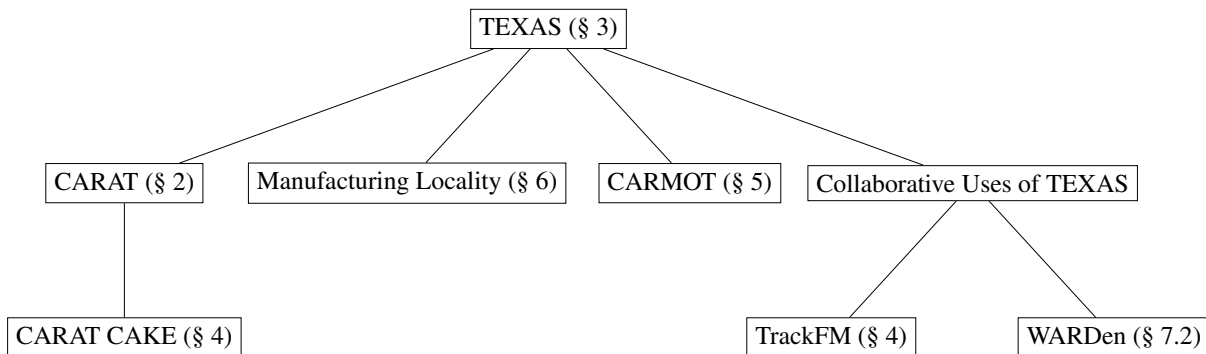 TEXAS (§ 3)
CARAT (§ 2)
Manufacturing Locality (§ 6)
CARMOT (§ 5)
Collaborative Uses of TEXAS
CARAT CAKE (§ 4)
TrackFM (§ 4)
WARDen (§ 7.2)